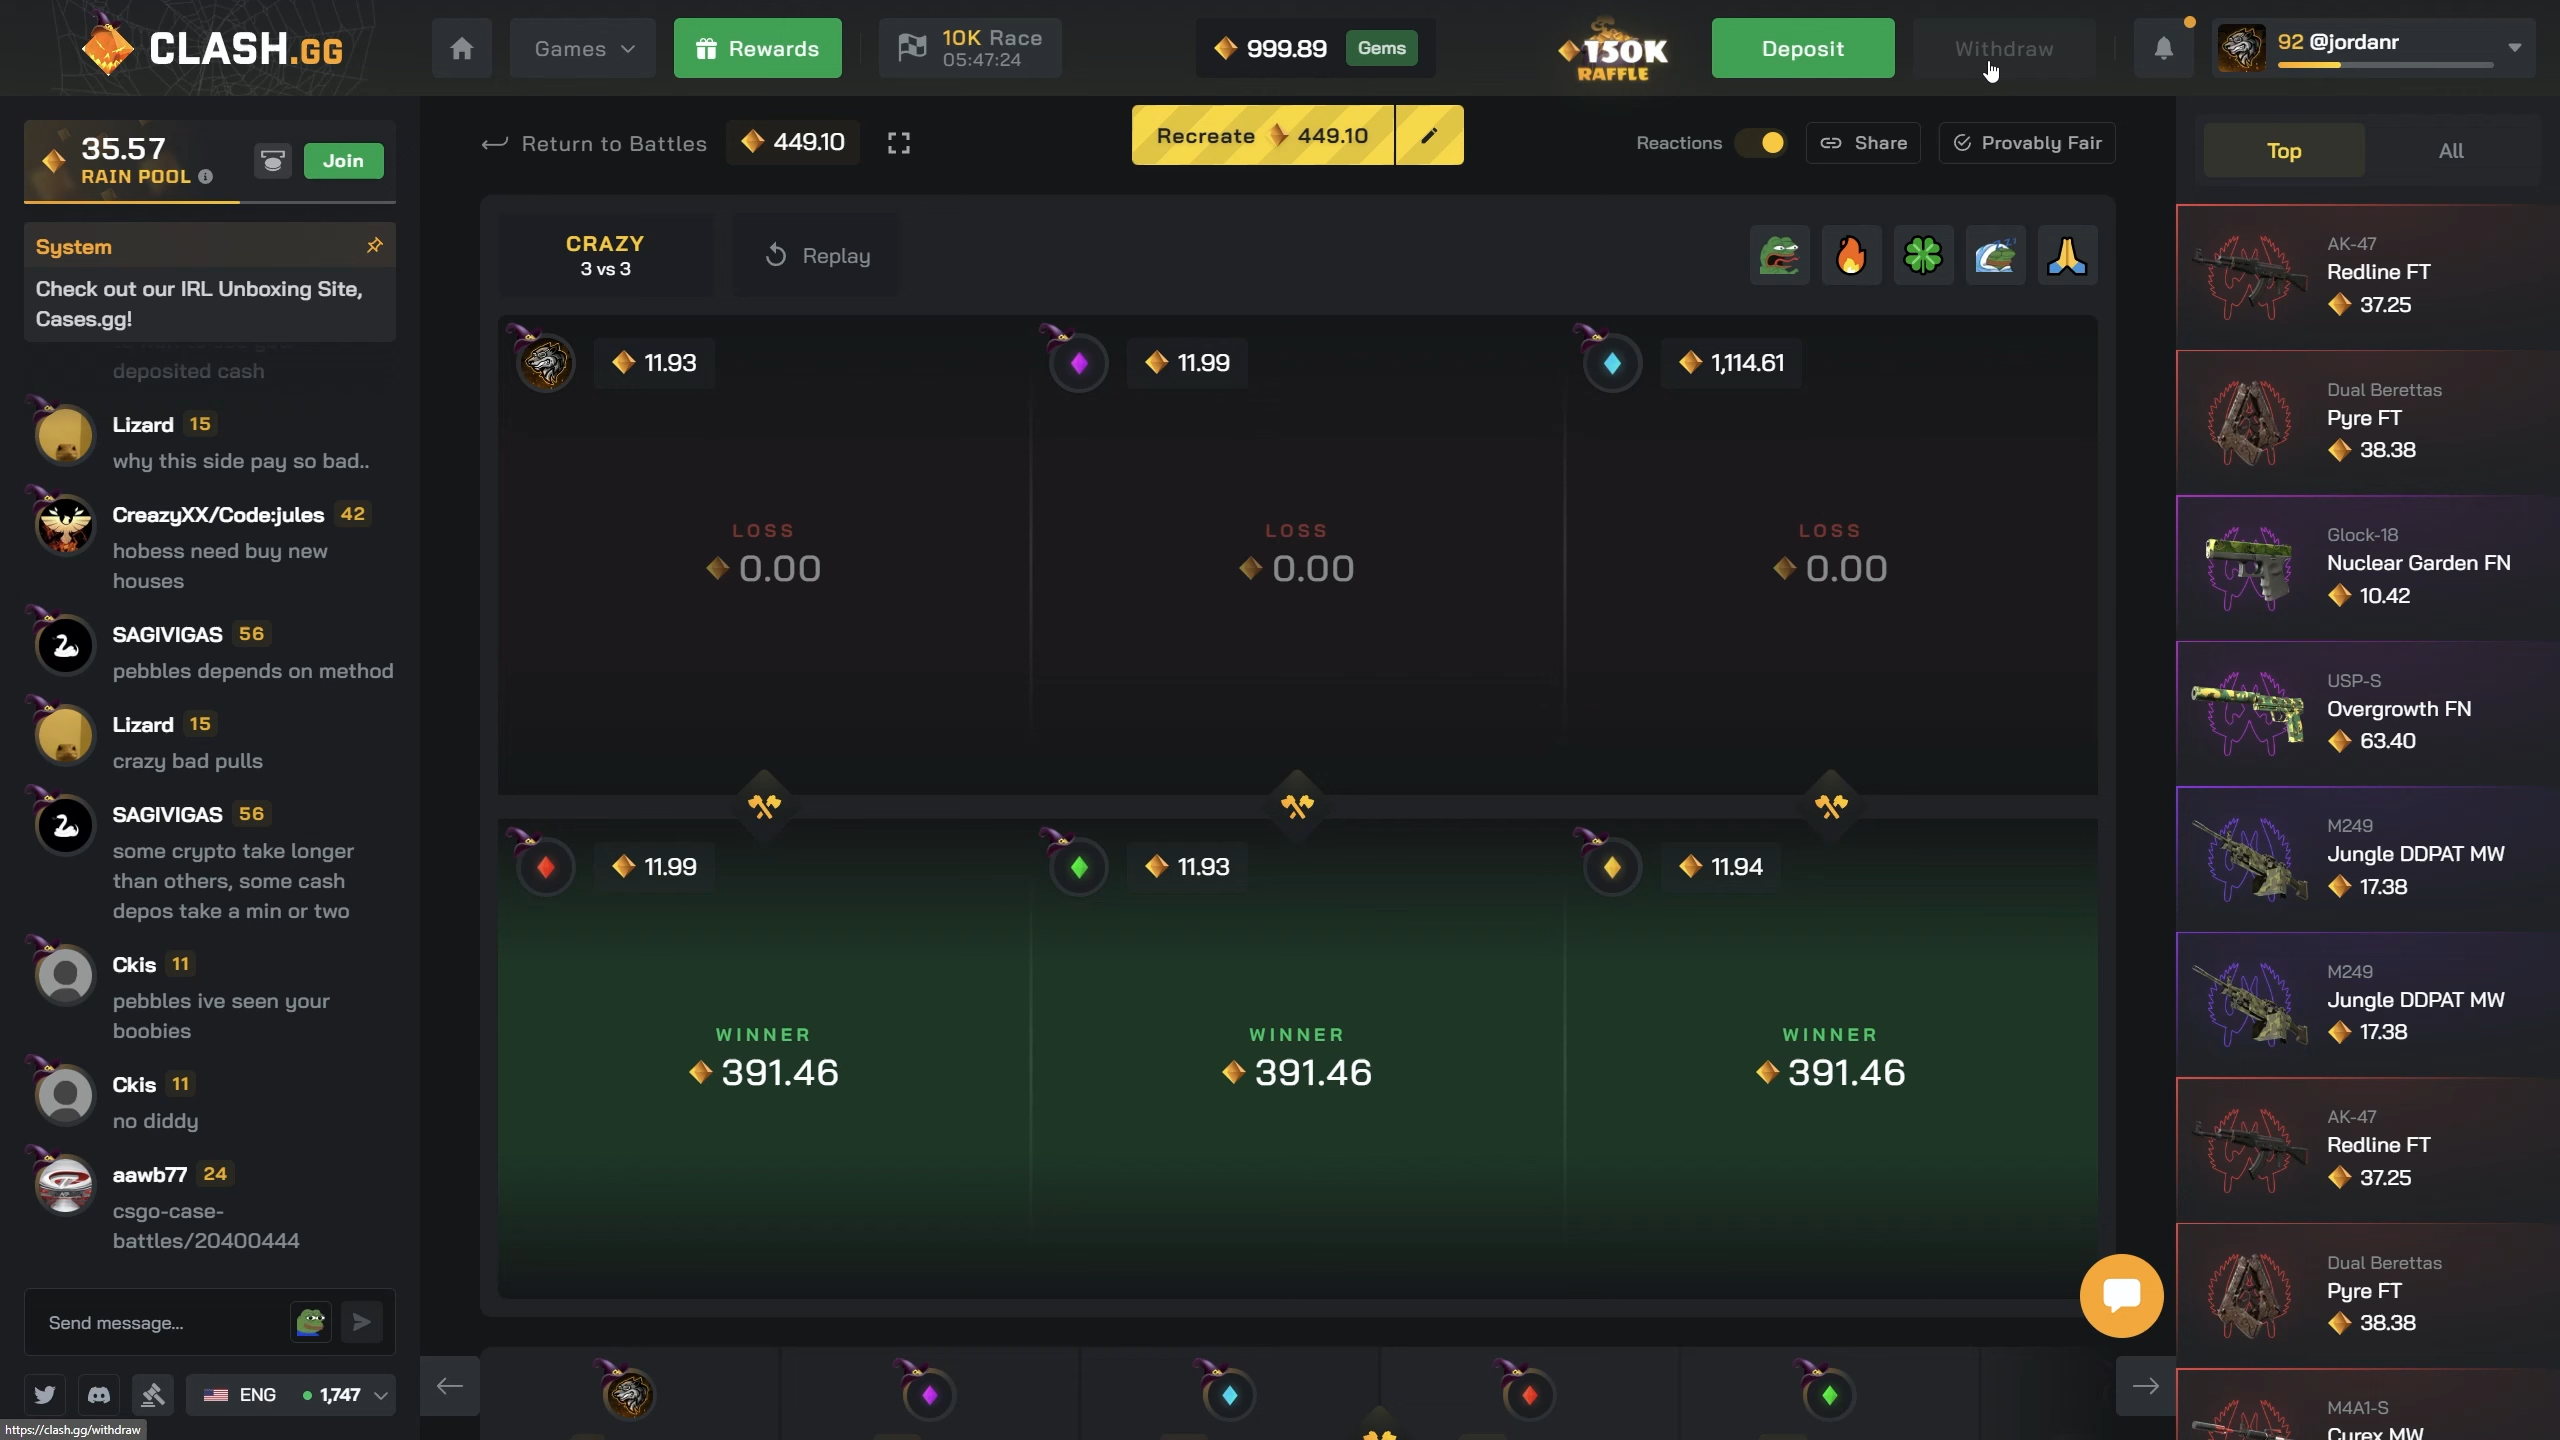 CLASH.GG
Games
Rewards
10K Race
05:47:24
999.89
Gems
150K
RAFFLE
Deposit
Withdraw
92 @jordanr
35.57
RAIN POOL
Join
System
Check out our IRL Unboxing Site,
Cases.gg!
deposited cash
Lizard 15
why this side pay so bad..
CreazyXX/Code:jules 42
hobess need buy new
houses
SAGIVIGAS 56
pebbles depends on method
Lizard 15
crazy bad pulls
SAGIVIGAS 56
some crypto take longer
than others, some cash
depos take a min or two
Ckis 11
pebbles ive seen your
boobies
Ckis 11
no diddy
aawb77 24
csgo-case-
battles/20400444
Send message...
ENG
1,747
https://clash.gg/withdraw
Return to Battles
449.10
Recreate 449.10
Reactions
Share
Provably Fair
CRAZY
3 vs 3
Replay
11.93
11.99
1,114.61
LOSS
0.00
LOSS
0.00
LOSS
0.00
11.99
11.93
11.94
WINNER
391.46
WINNER
391.46
WINNER
391.46
Top
All
AK-47
Redline FT
37.25
Dual Berettas
Pyre FT
38.38
Glock-18
Nuclear Garden FN
10.42
USP-S
Overgrowth FN
63.40
M249
Jungle DDPAT MW
17.38
M249
Jungle DDPAT MW
17.38
AK-47
Redline FT
37.25
Dual Berettas
Pyre FT
38.38
M4A1-S
Cyrex MW